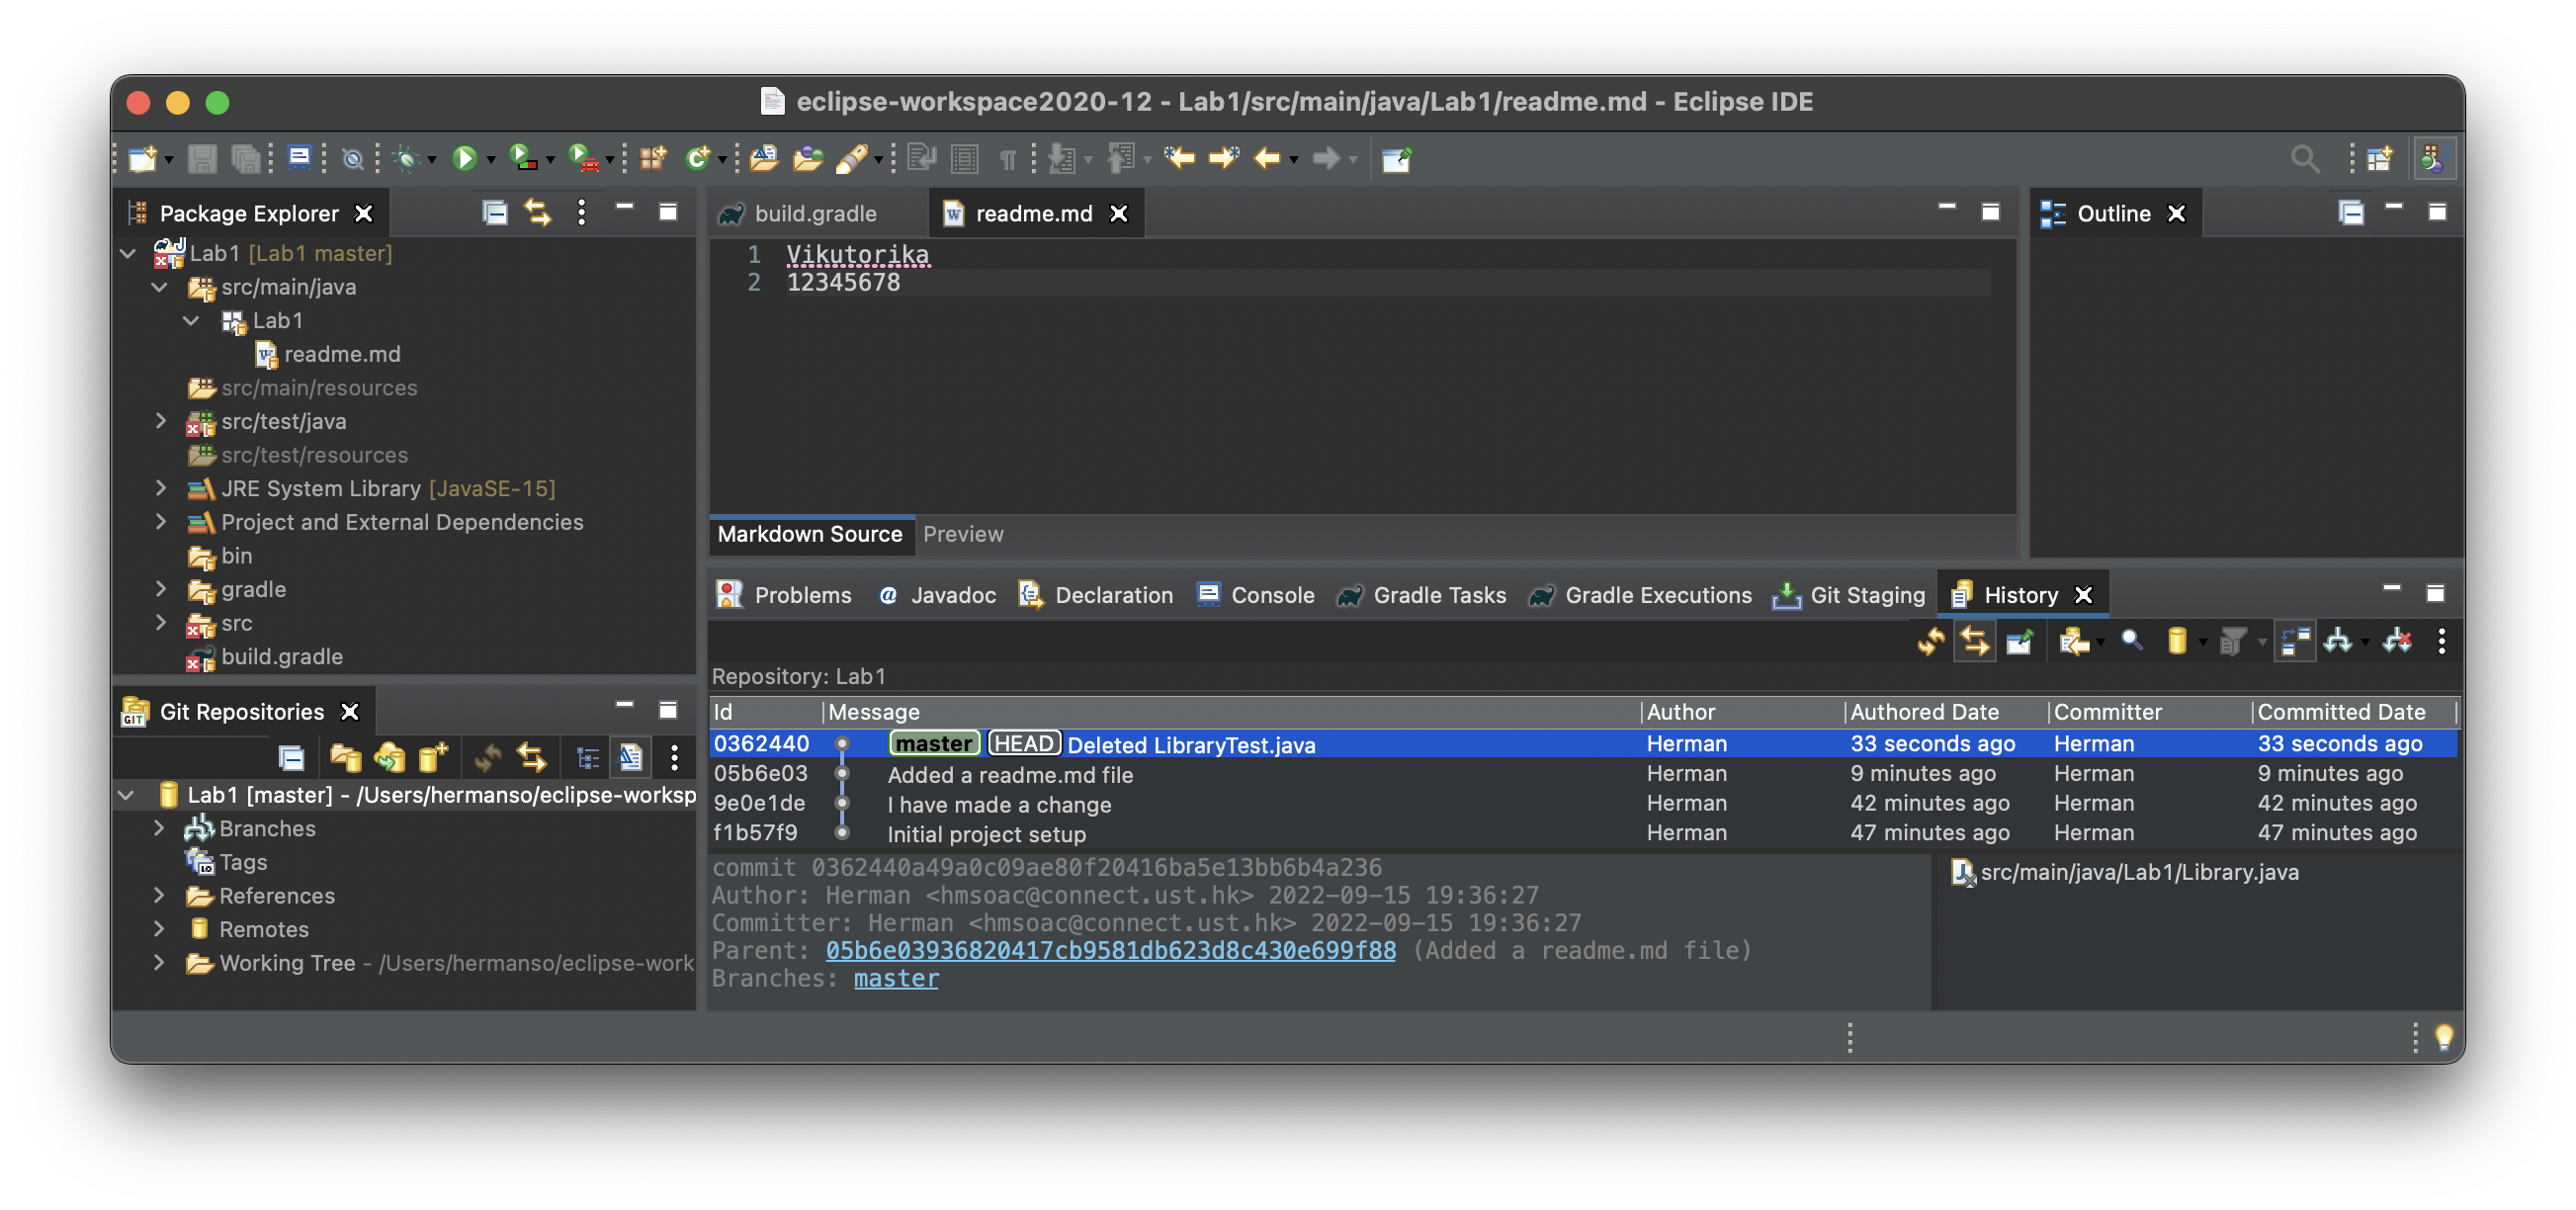 eclipse-workspace2020-12 - Lab1/src/main/java/Lab1/readme.md - Eclipse IDE
Package Explorer
Lab1 [Lab1 master]
src/main/java
Lab1
readme.md
src/main/resources
src/test/java
src/test/resources
JRE System Library [JavaSE-15]
Project and External Dependencies
bin
gradle
src
build.gradle
Git Repositories
Lab1 [master] - /Users/hermanso/eclipse-worksp
Branches
Tags
References
Remotes
Working Tree - /Users/hermanso/eclipse-work
build.gradle readme.md
1 Vikutorika
2 12345678
Markdown Source Preview
Outline
Problems Javadoc Declaration Console Gradle Tasks Gradle Executions Git Staging History
Repository: Lab1
Id Message Author Authored Date Committer Committed Date
0362440 master HEAD Deleted LibraryTest.java Herman 33 seconds ago Herman 33 seconds ago
05b6e03 Added a readme.md file Herman 9 minutes ago Herman 9 minutes ago
9e0e1de I have made a change Herman 42 minutes ago Herman 42 minutes ago
f1b57f9 Initial project setup Herman 47 minutes ago Herman 47 minutes ago
commit 0362440a49a0c09ae80f20416ba5e13bb6b4a236
Author: Herman <hmsoac@connect.ust.hk> 2022-09-15 19:36:27
Committer: Herman <hmsoac@connect.ust.hk> 2022-09-15 19:36:27
Parent: 05b6e03936820417cb9581db623d8c430e699f88 (Added a readme.md file)
Branches: master
src/main/java/Lab1/Library.java